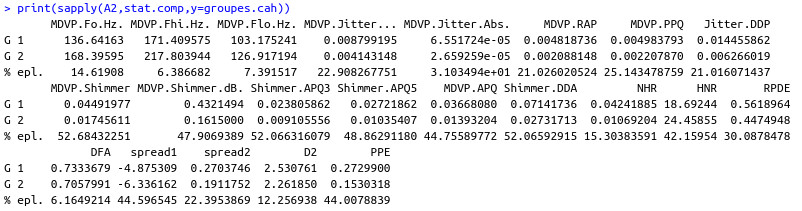 > print(sapply(A2,stat.comp,y=groupes.cah))
MDVP.Fo.Hz. MDVP.Fhi.Hz. MDVP.Flo.Hz. MDVP.Jitter... MDVP.Jitter.Abs. MDVP.RAP MDVP.PPQ Jitter.DDP
G 1 136.64163 171.409575 103.175241 0.008799195 6.551724e-05 0.004818736 0.004983793 0.014455862
G 2 168.39595 217.803944 126.917194 0.004143148 2.659259e-05 0.002088148 0.002207870 0.006266019
% epl. 14.61908 6.386682 7.391517 22.908267751 3.103494e+01 21.026020524 25.143478759 21.016071437
MDVP.Shimmer MDVP.Shimmer.dB. Shimmer.APQ3 Shimmer.APQ5 MDVP.APQ Shimmer.DDA NHR HNR RPDE
G 1 0.04491977 0.4321494 0.023805862 0.02721862 0.03668080 0.07141736 0.04241885 18.69244 0.5618964
G 2 0.01745611 0.1615000 0.009105556 0.01035407 0.01393204 0.02731713 0.01069204 24.45855 0.4474948
% epl. 52.68432251 47.9069389 52.066316079 48.86291180 44.75589772 52.06592915 15.30383591 42.15954 30.0878478
DFA spread1 spread2 D2 PPE
G 1 0.7333679 -4.875309 0.2703746 2.530761 0.2729900
G 2 0.7057991 -6.336162 0.1911752 2.261850 0.1530318
% epl. 6.1649214 44.596545 22.3953869 12.256938 44.0078839